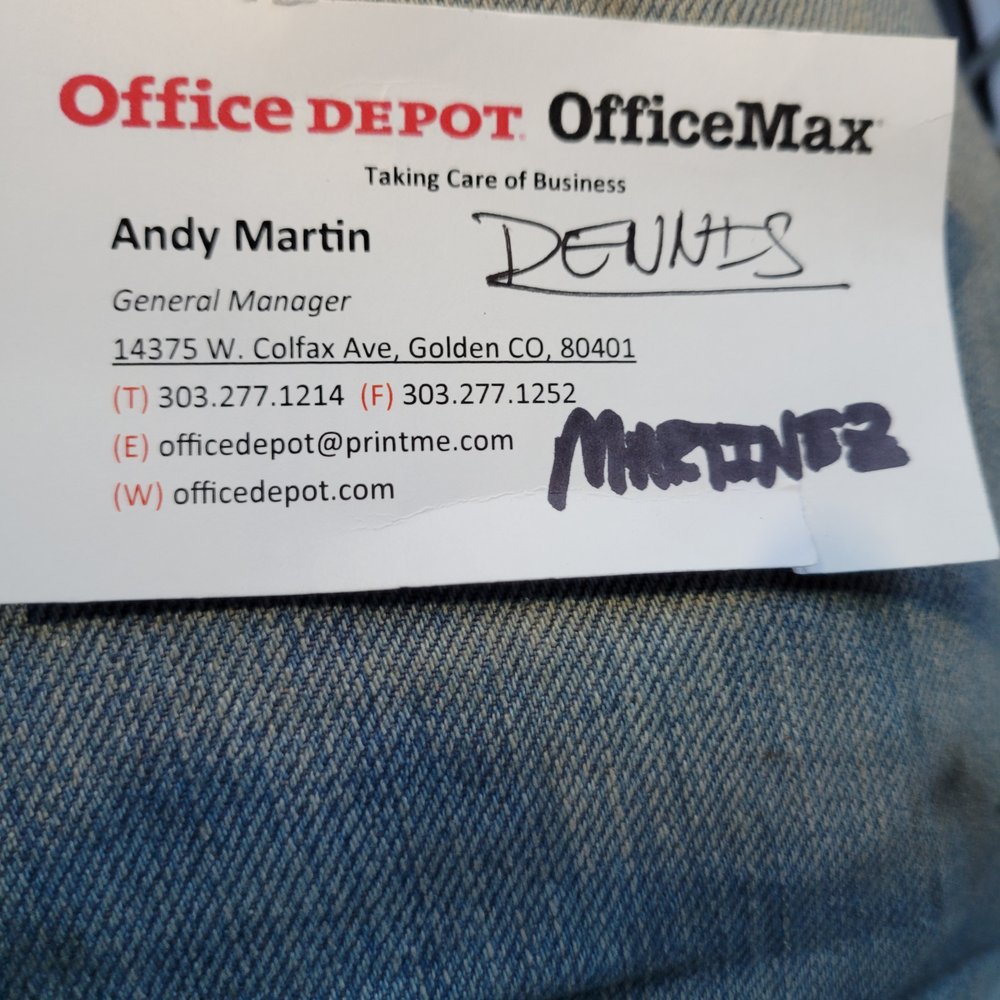 Office DEPOT OfficeMax
Taking Care of Business
Andy Martin
DENNIS
General Manager
14375 W. Colfax Ave, Golden CO, 80401
(T) 303.277.1214 (F) 303.277.1252
(E) officedepot@printme.com
MARTINEZ
(W) officedepot.com